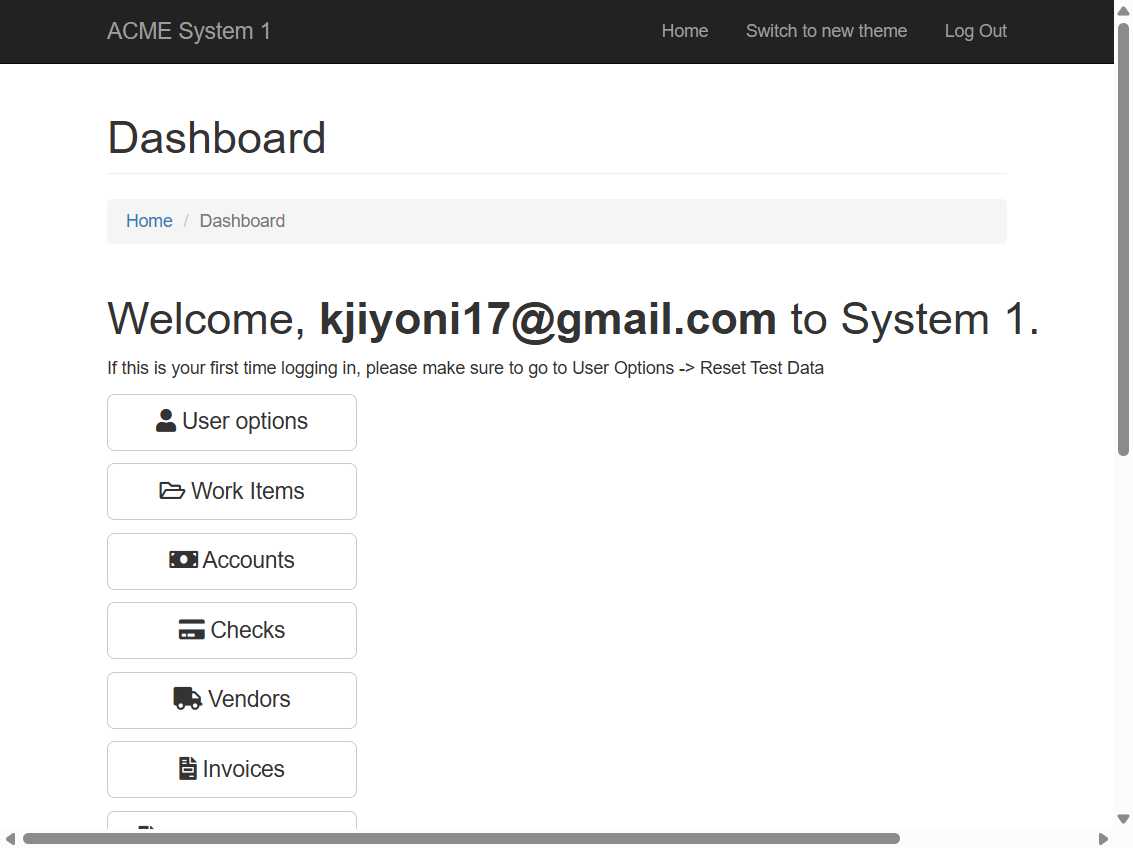 ACME System 1
Home
Switch to new theme
Log Out
Dashboard
Home / Dashboard
Welcome, kjiyoni17@gmail.com to System 1.
If this is your first time logging in, please make sure to go to User Options -> Reset Test Data
User options
Work Items
Accounts
Checks
Vendors
Invoices